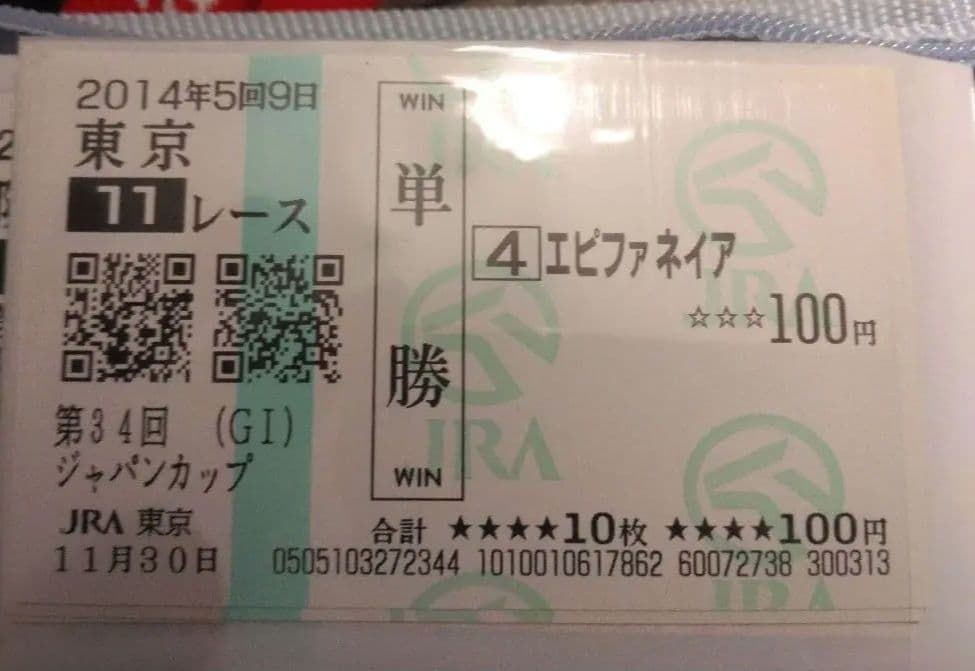 2014年5回9日
東京
11レース
第34回 (GI)
ジャパンカップ
JRA 東京
11月30日
WIN
単勝
WIN
4 エピファネイア
☆☆☆100円
合計 ★★★★10枚 ★★★★100円
0505103272344 1010010617862 60072738 300313
JRA
JRA
JRA